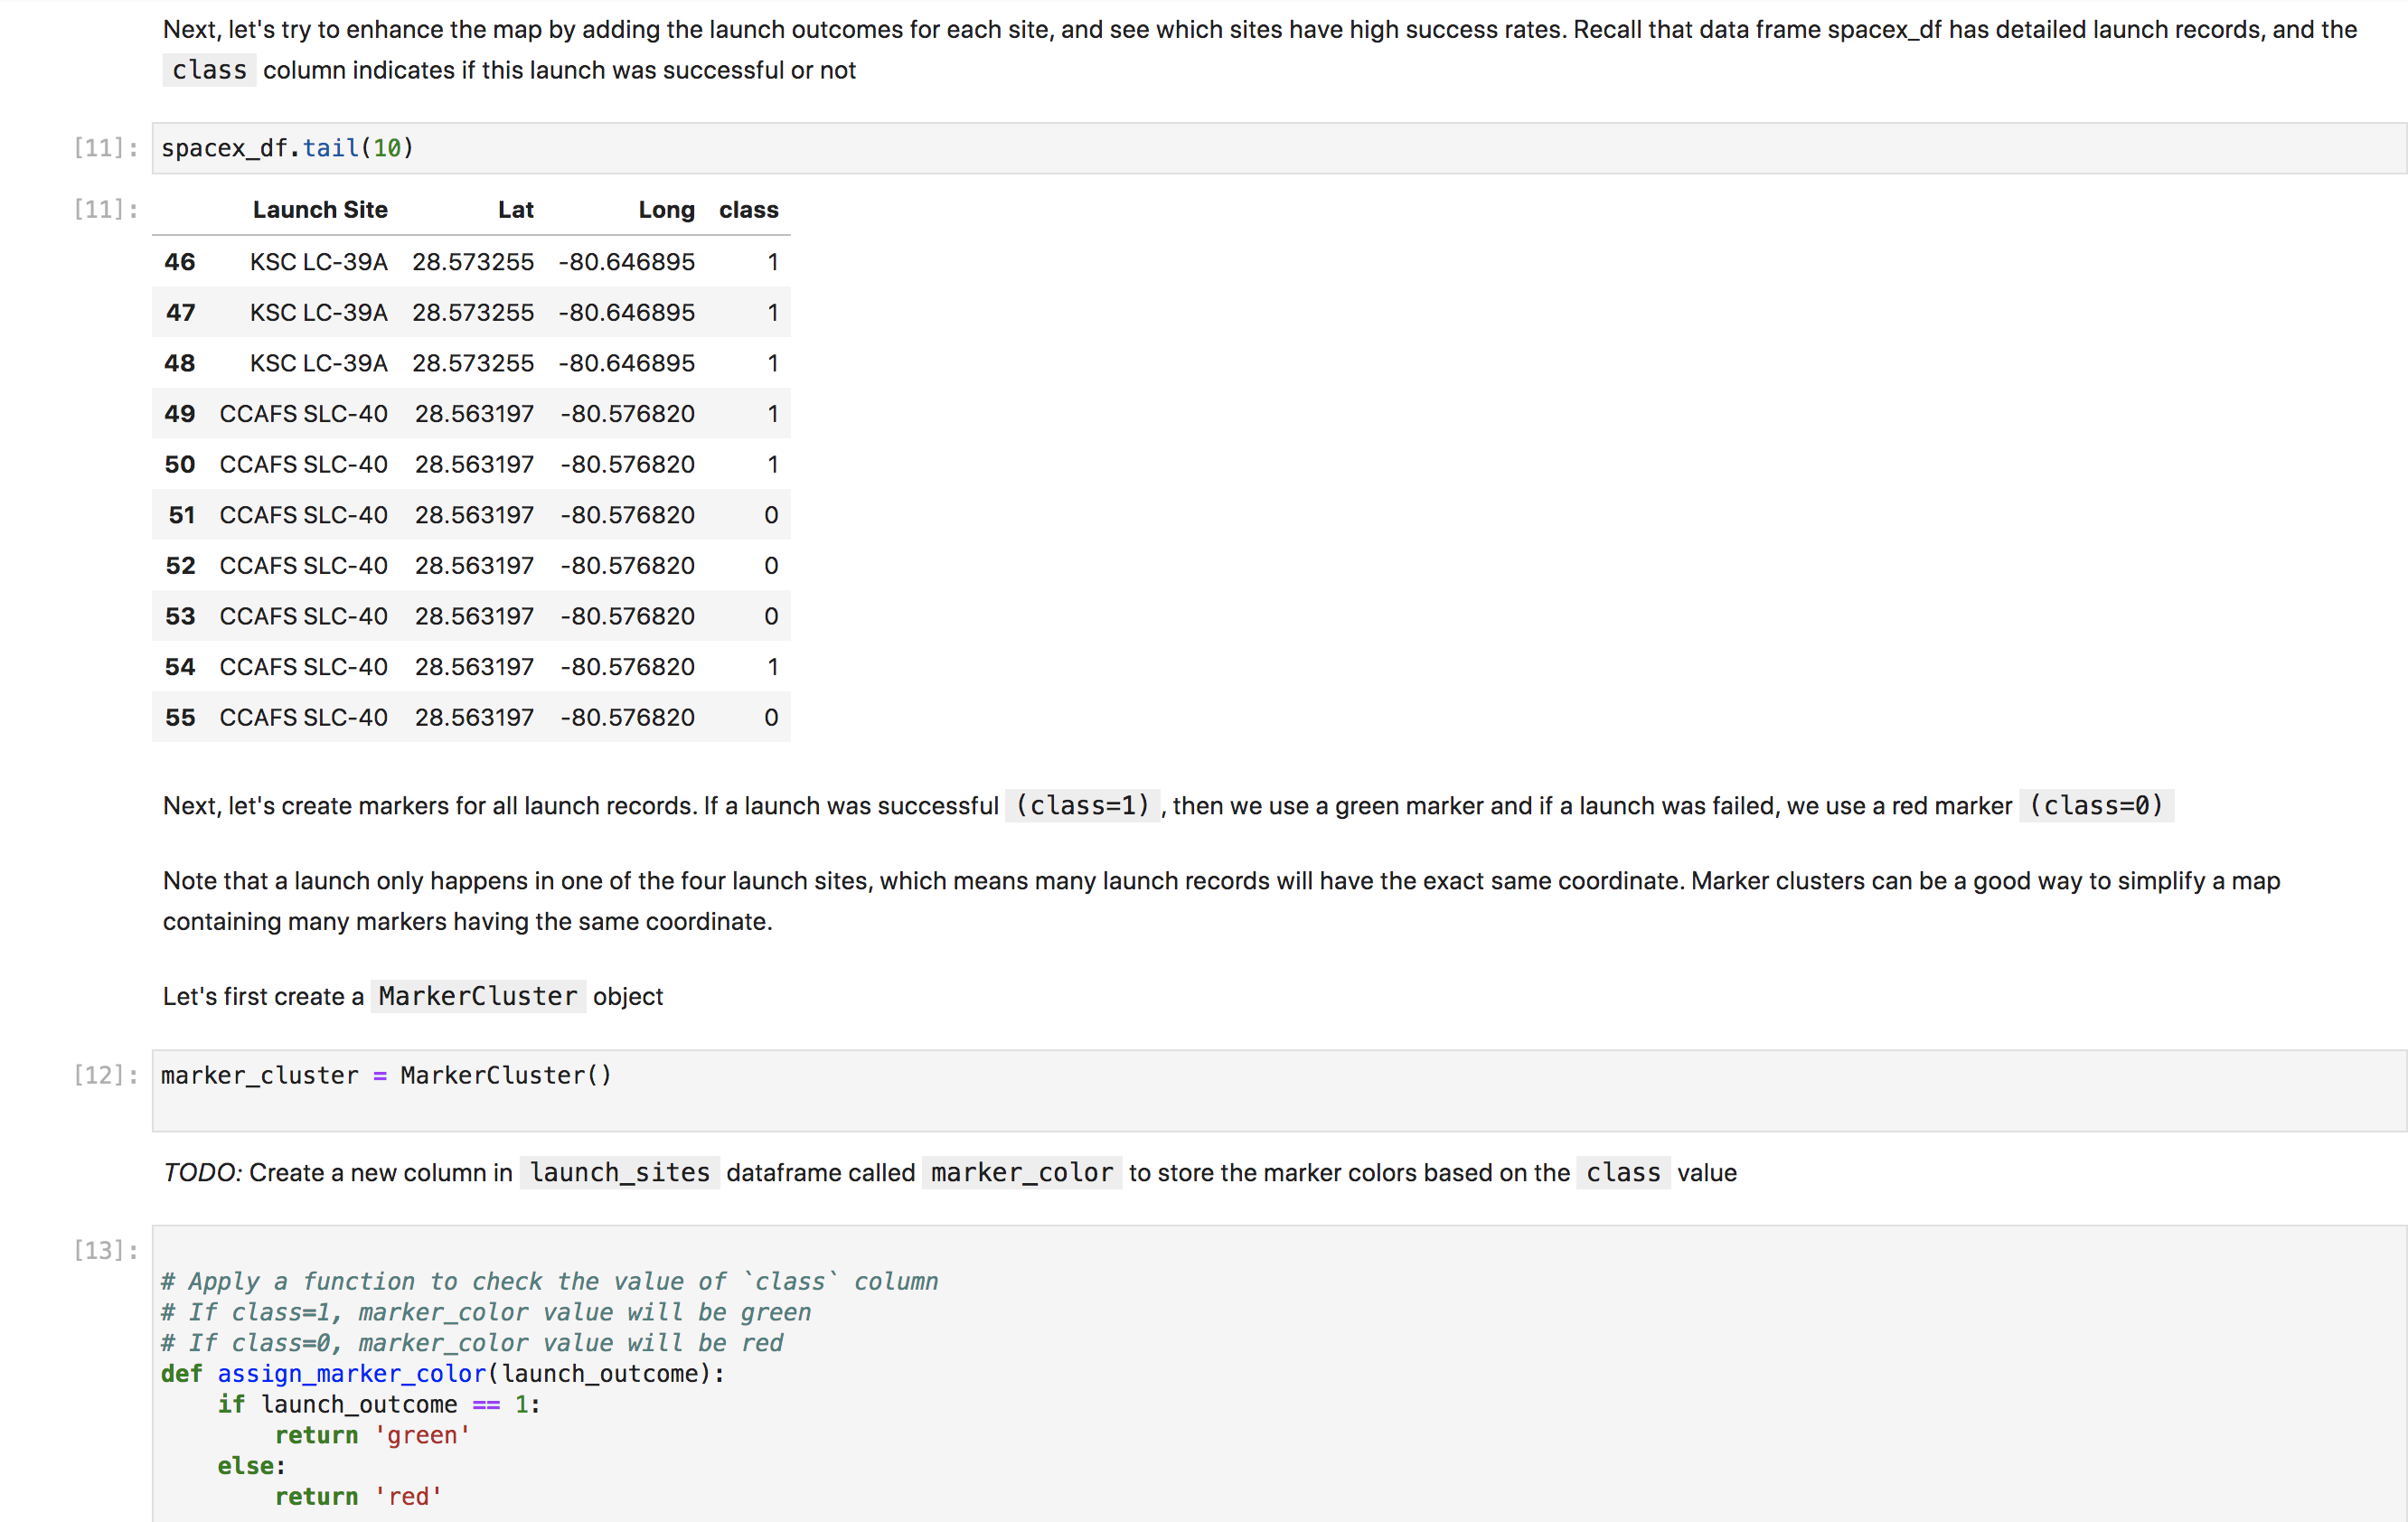 Next, let's try to enhance the map by adding the launch outcomes for each site, and see which sites have high success rates. Recall that data frame spacex_df has detailed launch records, and the
class column indicates if this launch was successful or not
[11]: spacex_df.tail(10)
[11]: Launch Site Lat Long class
46 KSC LC-39A 28.573255 -80.646895 1
47 KSC LC-39A 28.573255 -80.646895 1
48 KSC LC-39A 28.573255 -80.646895 1
49 CCAFS SLC-40 28.563197 -80.576820 1
50 CCAFS SLC-40 28.563197 -80.576820 1
51 CCAFS SLC-40 28.563197 -80.576820 0
52 CCAFS SLC-40 28.563197 -80.576820 0
53 CCAFS SLC-40 28.563197 -80.576820 0
54 CCAFS SLC-40 28.563197 -80.576820 1
55 CCAFS SLC-40 28.563197 -80.576820 0
Next, let's create markers for all launch records. If a launch was successful (class=1), then we use a green marker and if a launch was failed, we use a red marker (class=0)
Note that a launch only happens in one of the four launch sites, which means many launch records will have the exact same coordinate. Marker clusters can be a good way to simplify a map
containing many markers having the same coordinate.
Let's first create a MarkerCluster object
[12]: marker_cluster = MarkerCluster()
TODO: Create a new column in launch_sites dataframe called marker_color to store the marker colors based on the class value
[13]:
# Apply a function to check the value of `class` column
# If class=1, marker_color value will be green
# If class=0, marker_color value will be red
def assign_marker_color(launch_outcome):
    if launch_outcome == 1:
        return 'green'
    else:
        return 'red'